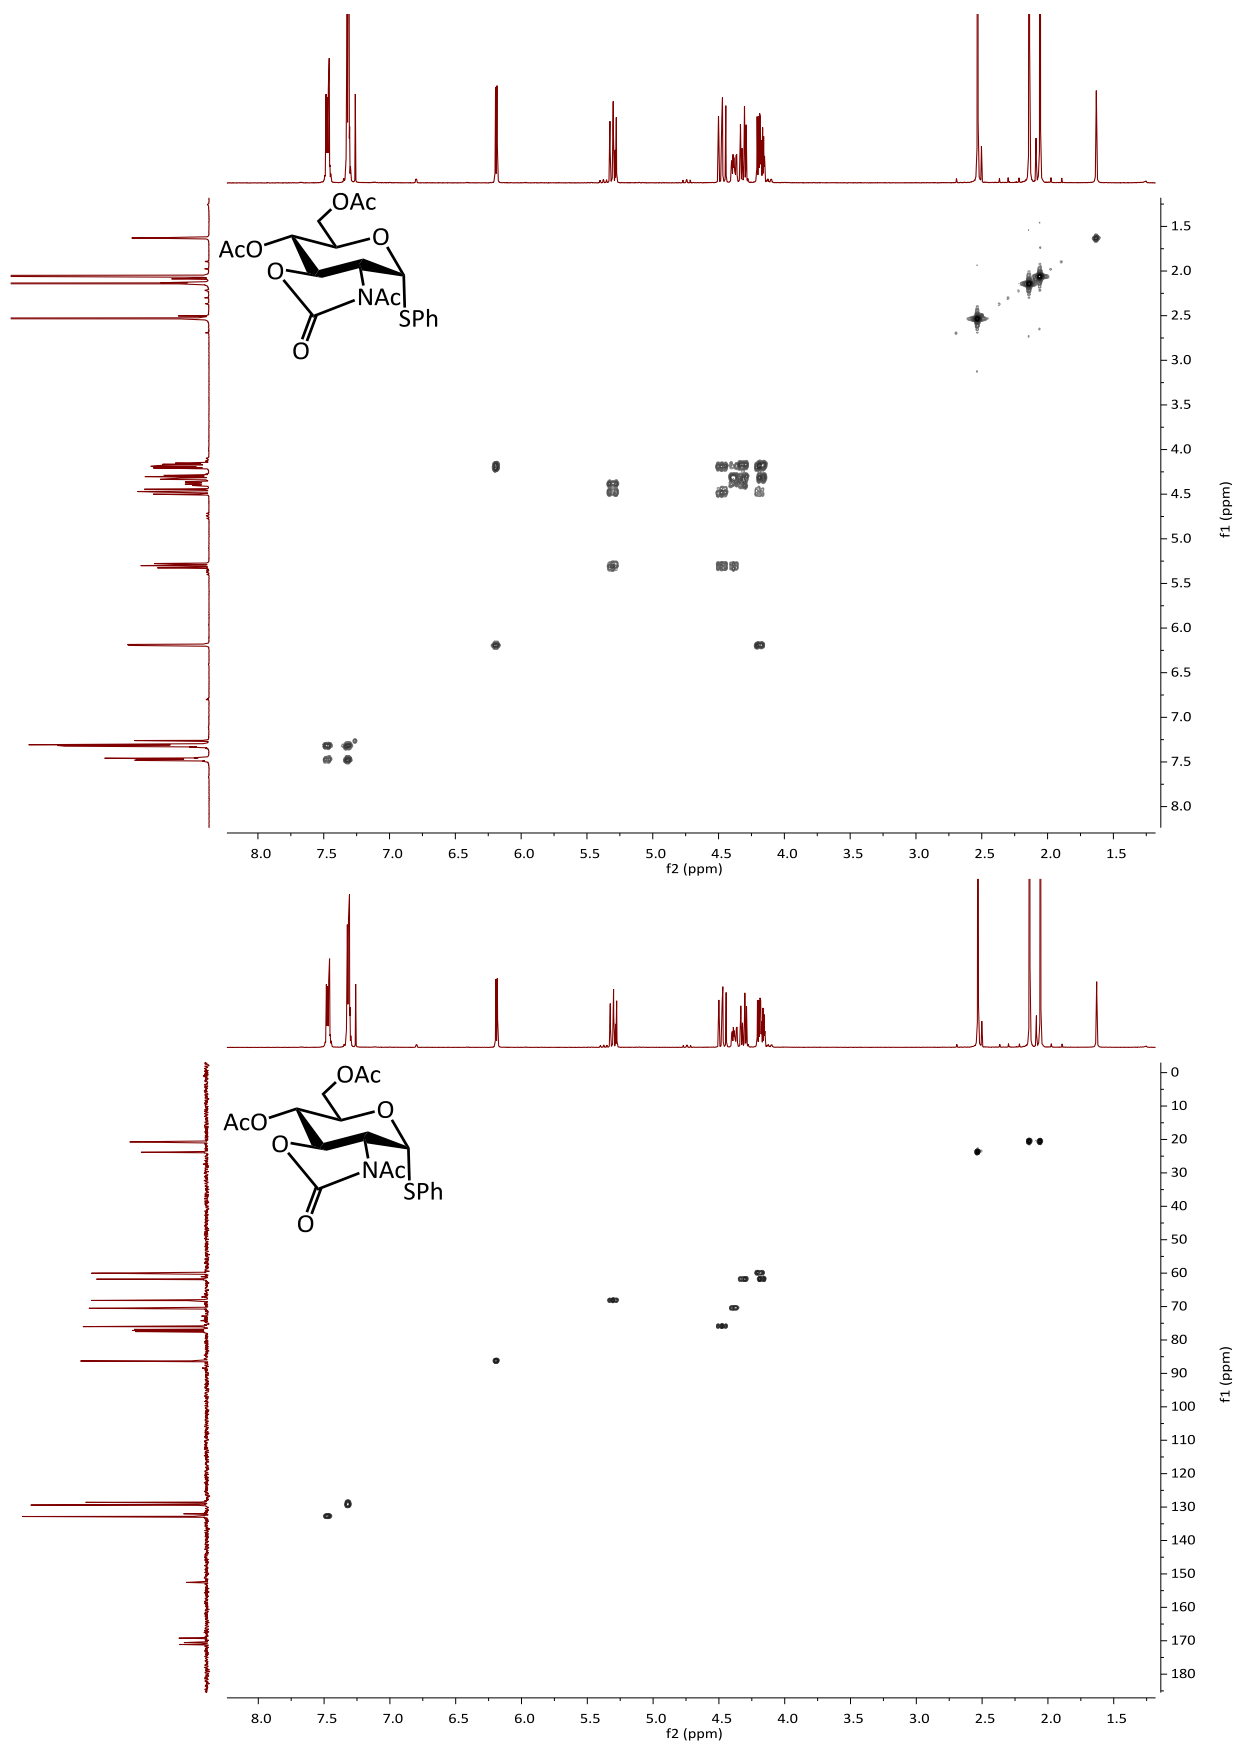 OAc
AcO
O
O
NAc
SPh
O
1.5
2.0
2.5
3.0
3.5
4.0
4.5
5.0
5.5
6.0
6.5
7.0
7.5
8.0
f1 (ppm)
8.0 7.5 7.0 6.5 6.0 5.5 5.0 4.5 4.0 3.5 3.0 2.5 2.0 1.5
f2 (ppm)
OAc
O
AcO
O
NAc
SPh
O
0
10
20
30
40
50
60
70
80
90
100
110
120
130
140
150
160
170
180
f1 (ppm)
8.0 7.5 7.0 6.5 6.0 5.5 5.0 4.5 4.0 3.5 3.0 2.5 2.0 1.5
f2 (ppm)